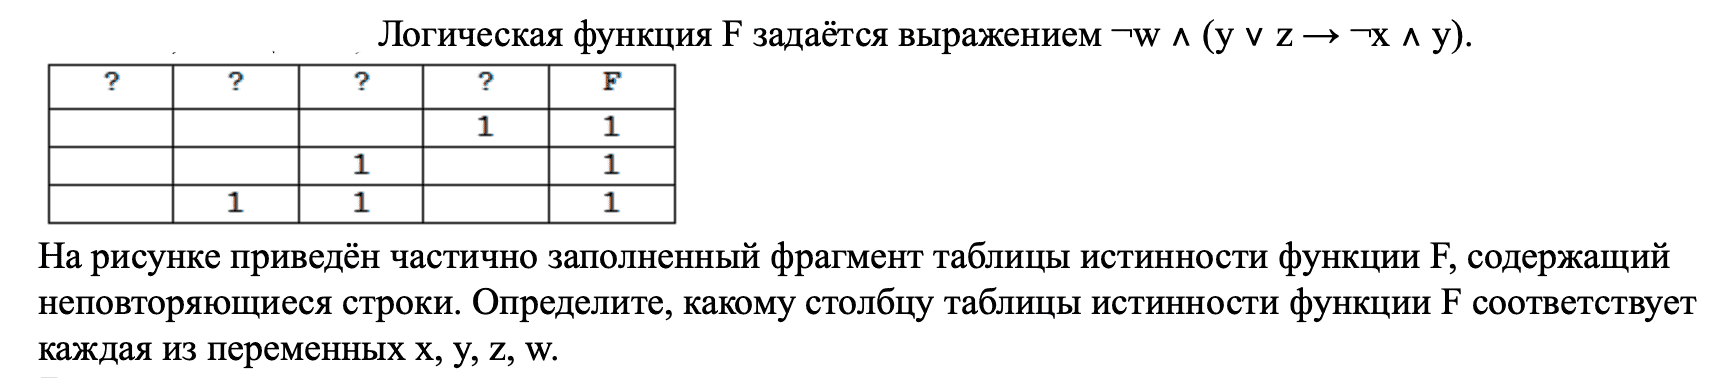 Логическая функция F задаётся выражением ¬w ∧ (y ∨ z → ¬x ∧ y).
? ? ? ? F
1 1
1 1
1 1 1
На рисунке приведён частично заполненный фрагмент таблицы истинности функции F, содержащий
неповторяющиеся строки. Определите, какому столбцу таблицы истинности функции F соответствует
каждая из переменных x, y, z, w.